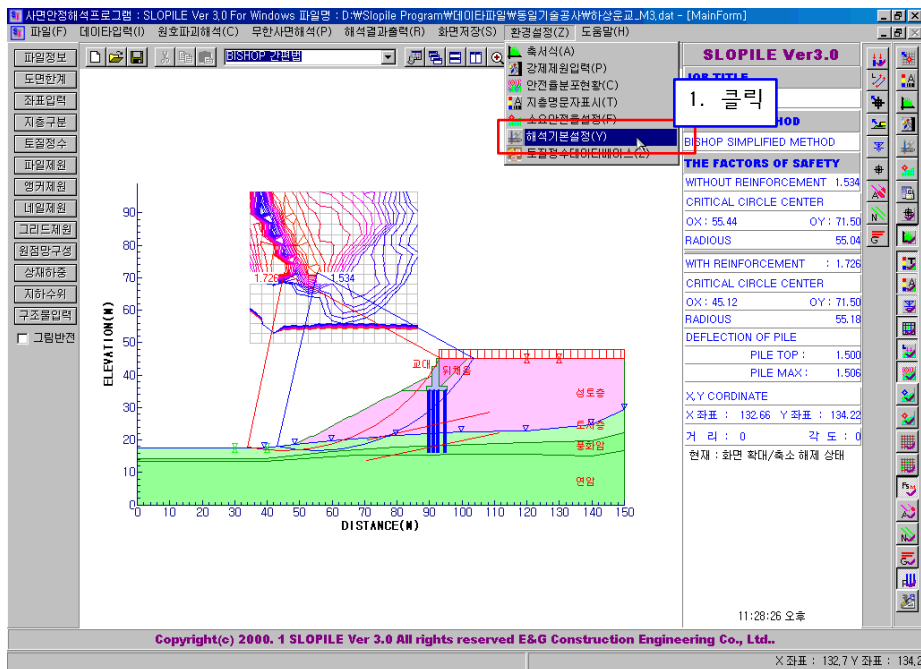 사면안정해석프로그램 : SLOPILE Ver 3,0 For Windows 파일명 : D:₩Slopile Program₩데이타파일₩동일기술공사₩하상운교_M3,dat - [MainForm]
파일(F) 데이타입력(I) 원호파괴해석(C) 무한사면해석(P) 해석결과출력(R) 화면저장(S) 환경설정(Z) 도움말(H)
파일정보
도면한계
좌표입력
지층구분
토질정수
파일제원
앵커제원
네일제원
그리드제원
원점망구성
상재하중
지하수위
구조물입력
그림반전
BISHOP 간편법
축서식(A)
강제제원입력(P)
안전율분포현황(C)
지층명문자표시(T)
소요안전율설정(F)
해석기본설정(Y)
토질정수데이터베이스(Z)
1. 클릭
ELEVATION(M)
90
80
70
60
50
40
30
20
10
0
1.726
1.534
교대
뒤채움
성토층
토사층
풍화암
연암
0 10 20 30 40 50 60 70 80 90 100 110 120 130 140 150
DISTANCE(M)
SLOPILE Ver3.0
JOB TITLE
HOD
BISHOP SIMPLIFIED METHOD
THE FACTORS OF SAFETY
WITHOUT REINFORCEMENT 1.534
CRITICAL CIRCLE CENTER
OX : 55.44 OY : 71.50
RADIOUS 55.04
WITH REINFORCEMENT : 1.726
CRITICAL CIRCLE CENTER
OX : 45.12 OY : 71.50
RADIOUS 55.18
DEFLECTION OF PILE
PILE TOP : 1.500
PILE MAX : 1.506
X,Y CORDINATE
X 좌표 : 132.66 Y 좌표 : 134.22
거 리 : 0 각 도 : 0
현재 : 화면 확대/축소 해제 상태
11:28:26 오후
Copyright(c) 2000. 1 SLOPILE Ver 3.0 All rights reserved E&G Construction Engineering Co., Ltd..
X 좌표 : 132,7 Y 좌표 : 134,2